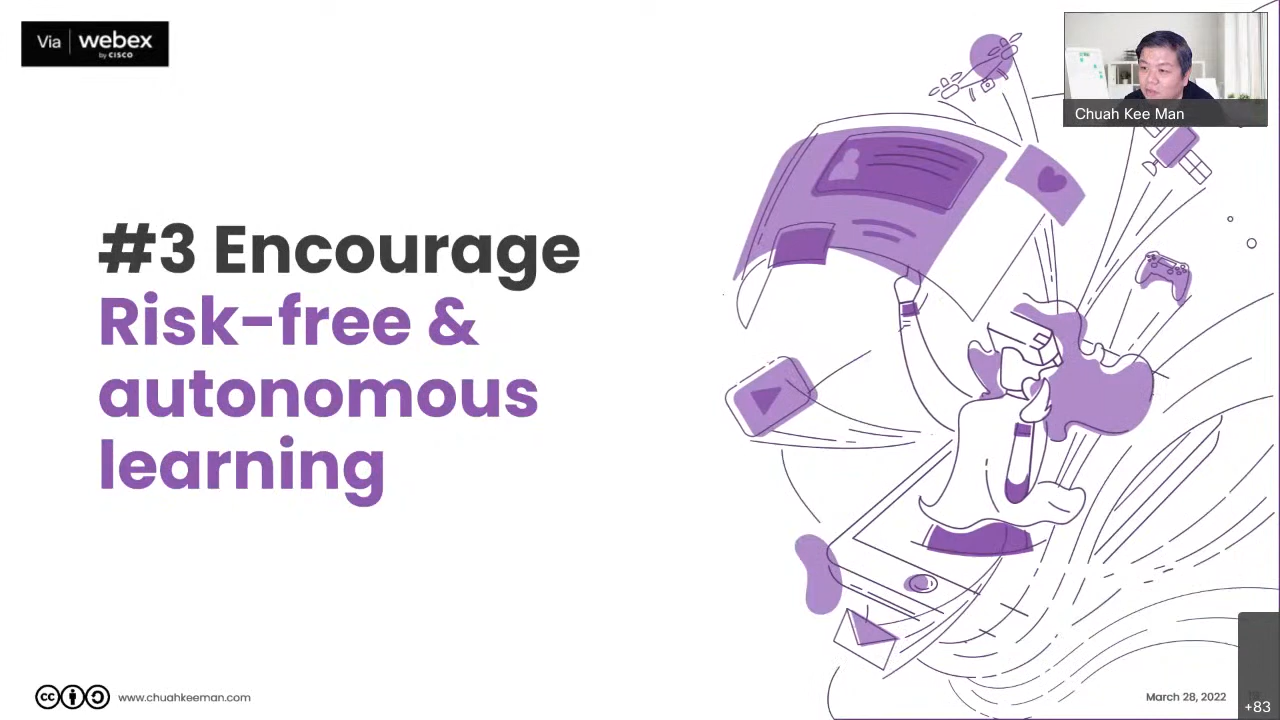 Via webex
by CISCO
Chuah Kee Man
#3 Encourage
Risk-free &
autonomous
learning
cc www.chuahkeeman.com
March 28, 2022
+83